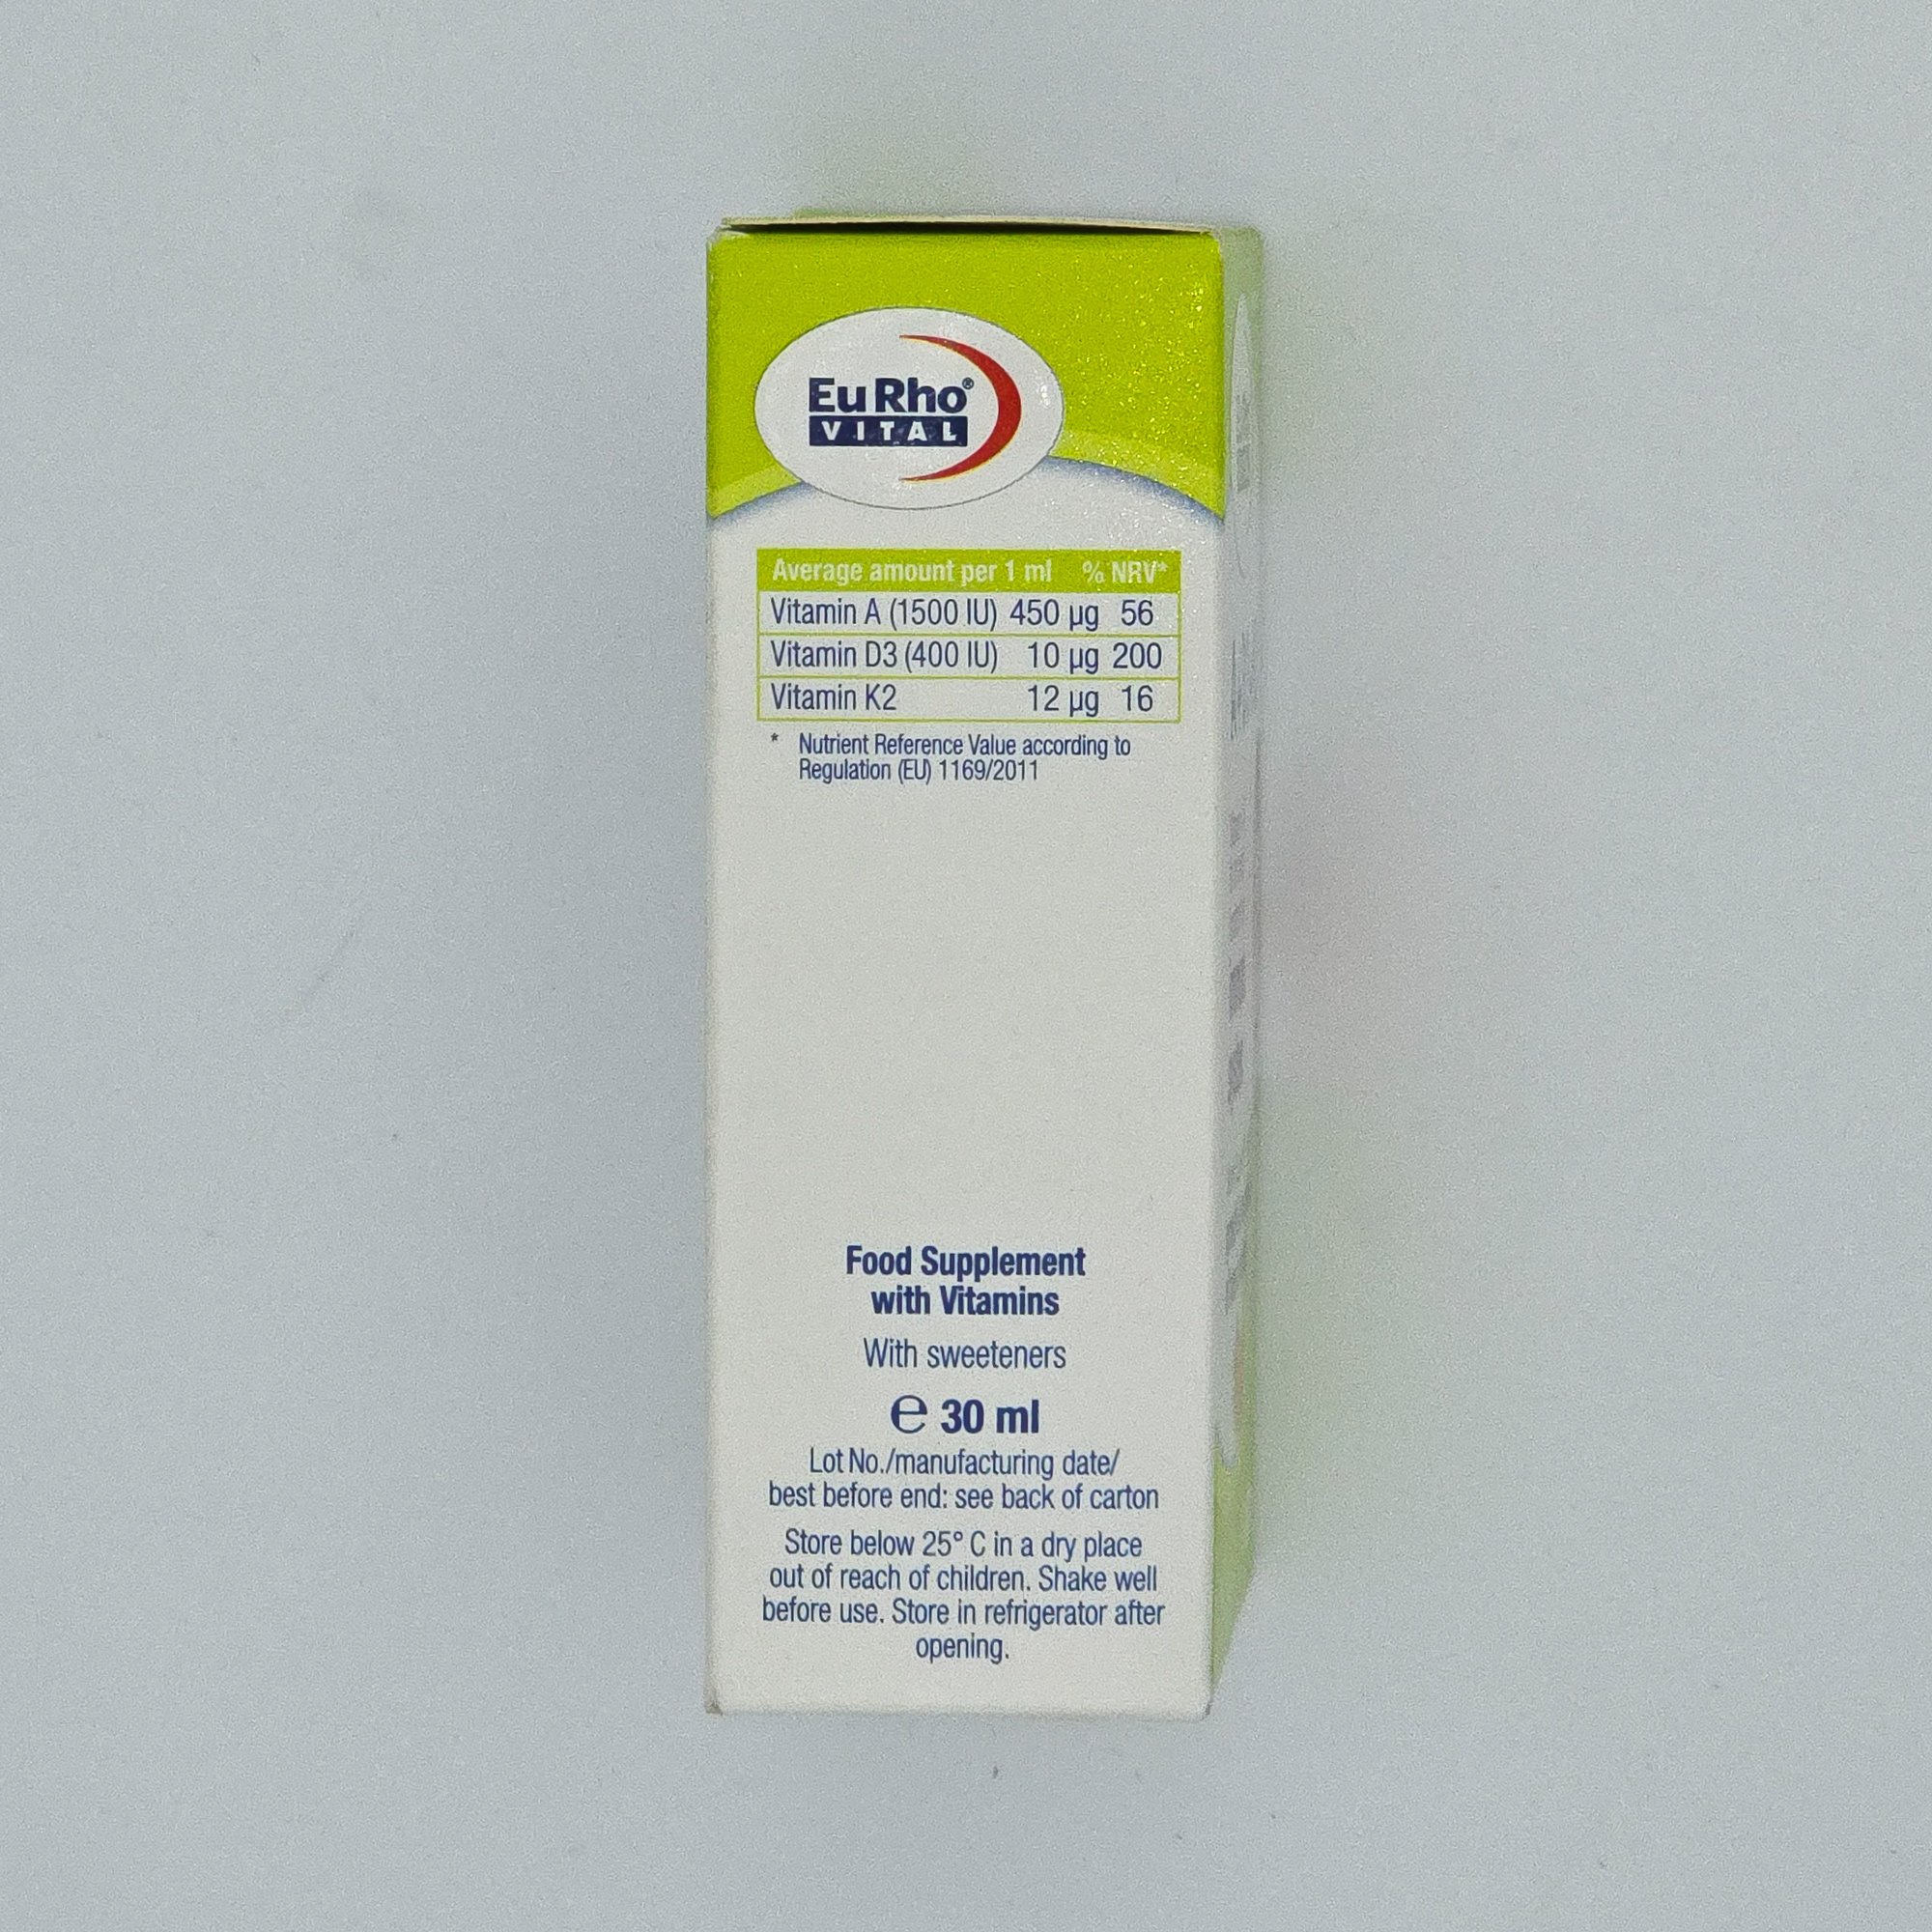 EuRho®
VITAL
Average amount per 1 ml % NRV*
Vitamin A (1500 IU) 450 µg 56
Vitamin D3 (400 IU) 10 µg 200
Vitamin K2 12 µg 16
* Nutrient Reference Value according to
Regulation (EU) 1169/2011
Food Supplement
with Vitamins
With sweeteners
℮ 30 ml
Lot No./manufacturing date/
best before end: see back of carton
Store below 25° C in a dry place
out of reach of children. Shake well
before use. Store in refrigerator after
opening.